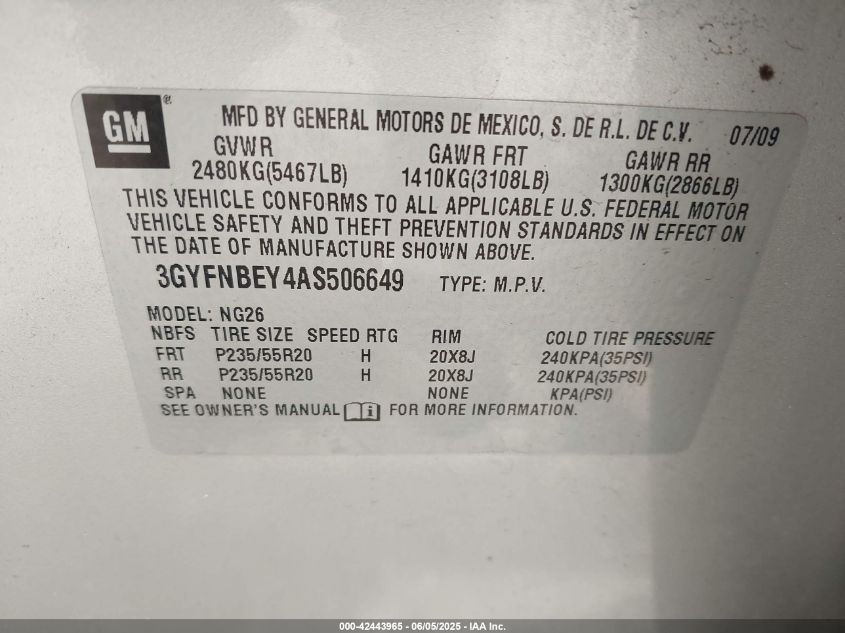 GM ®
MFD BY GENERAL MOTORS DE MEXICO, S. DE R.L. DE C.V. 07/09
GVWR GAWR FRT GAWR RR
2480KG(5467LB) 1410KG(3108LB) 1300KG(2866LB)
THIS VEHICLE CONFORMS TO ALL APPLICABLE U.S. FEDERAL MOTOR
VEHICLE SAFETY AND THEFT PREVENTION STANDARDS IN EFFECT ON
THE DATE OF MANUFACTURE SHOWN ABOVE.
3GYFNBEY4AS506649 TYPE: M.P.V.
MODEL: NG26
NBFS TIRE SIZE SPEED RTG RIM COLD TIRE PRESSURE
FRT P235/55R20 H 20X8J 240KPA(35PSI)
RR P235/55R20 H 20X8J 240KPA(35PSI)
SPA NONE NONE KPA(PSI)
SEE OWNER'S MANUAL FOR MORE INFORMATION.
000-42443965 - 06/05/2025 - IAA Inc.